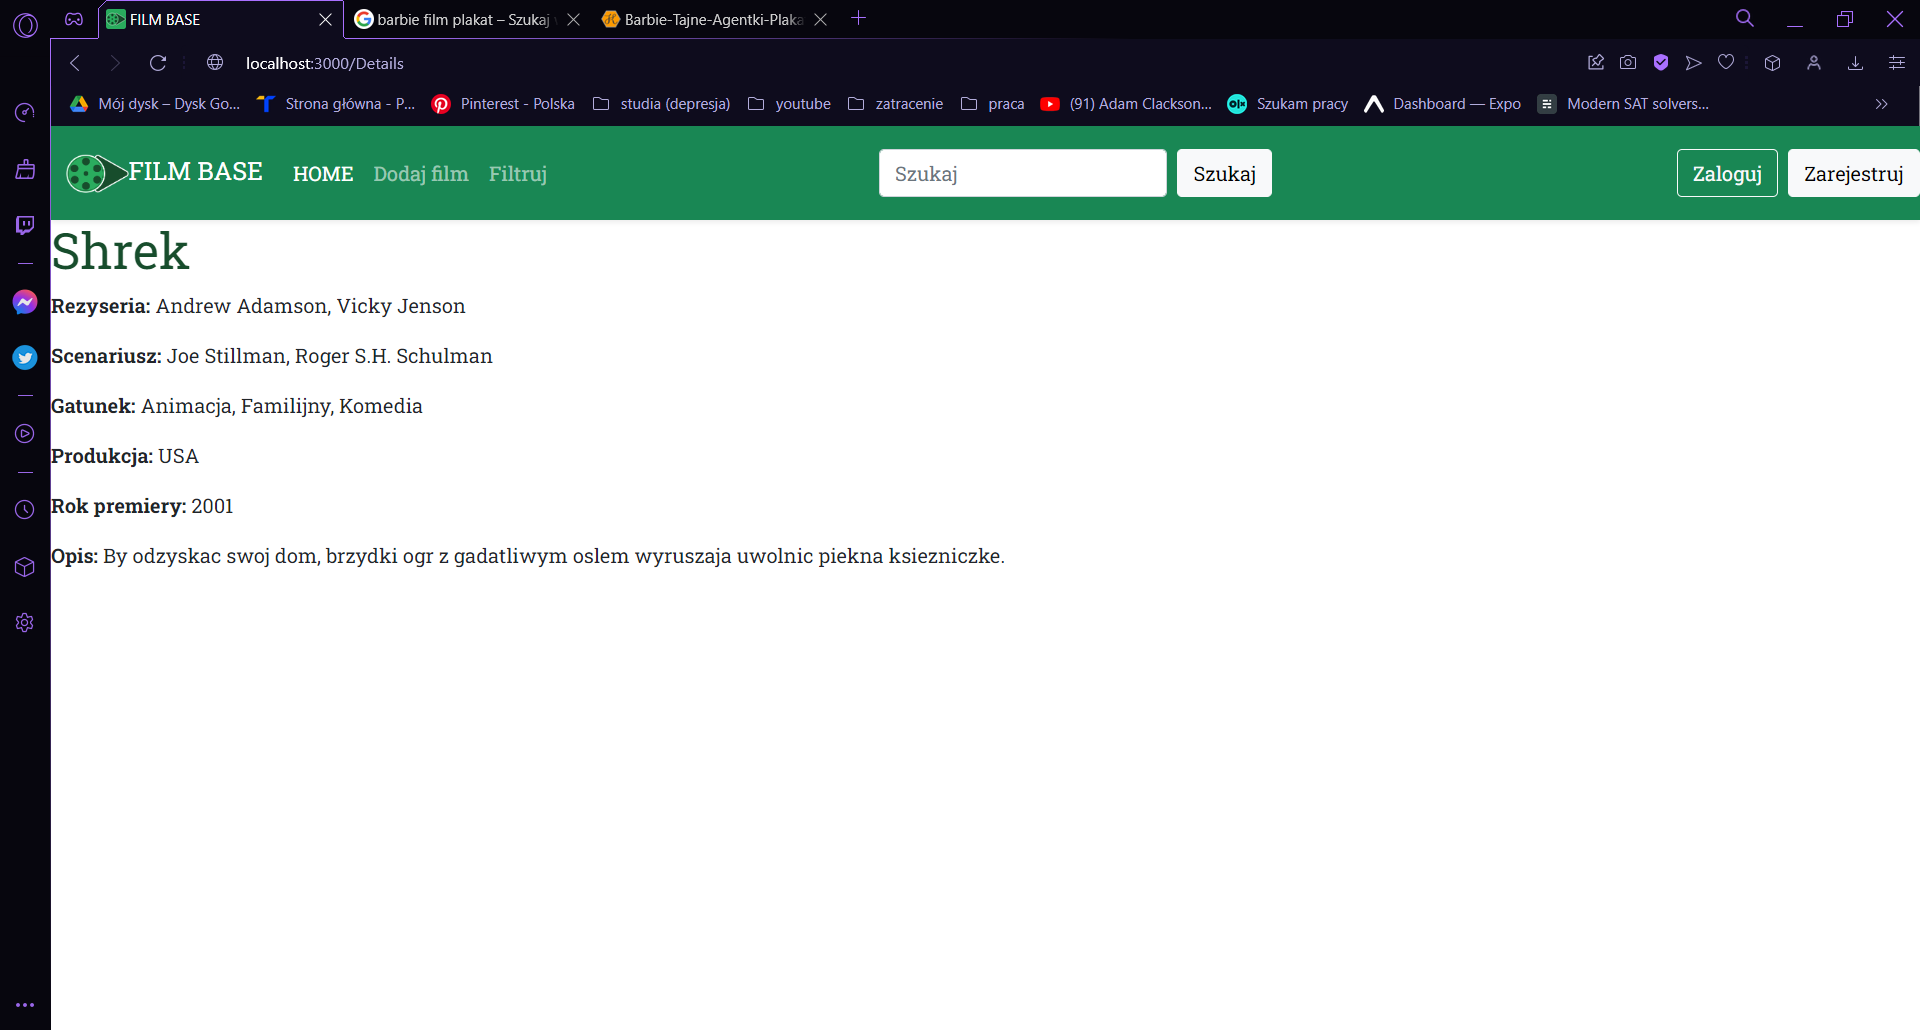 FILM BASE
barbie film plakat – Szukaj
Barbie-Tajne-Agentki-Plaka
localhost:3000/Details
Mój dysk – Dysk Go...
Strona główna - P...
Pinterest - Polska
studia (depresja)
youtube
zatracenie
praca
(91) Adam Clackson...
Szukam pracy
Dashboard — Expo
Modern SAT solvers...
FILM BASE
HOME
Dodaj film
Filtruj
Szukaj
Szukaj
Zaloguj
Zarejestruj
Shrek
Rezyseria: Andrew Adamson, Vicky Jenson
Scenariusz: Joe Stillman, Roger S.H. Schulman
Gatunek: Animacja, Familijny, Komedia
Produkcja: USA
Rok premiery: 2001
Opis: By odzyskac swoj dom, brzydki ogr z gadatliwym oslem wyruszaja uwolnic piekna ksiezniczke.